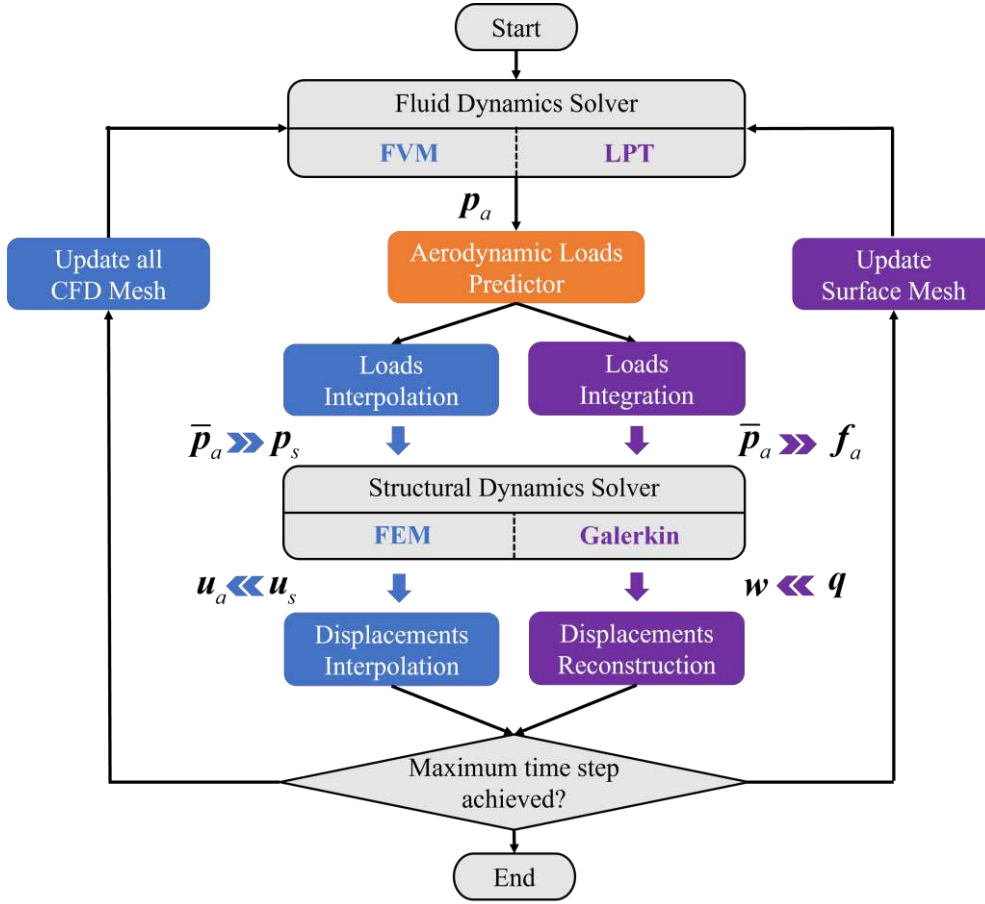 Start
Fluid Dynamics Solver
FVM
LPT
p_a
Update all
CFD Mesh
Aerodynamic Loads
Predictor
Update
Surface Mesh
Loads
Interpolation
Loads
Integration
p̅_a >> p_s
p̅_a >> f_a
Structural Dynamics Solver
FEM
Galerkin
u_a << u_s
w << q
Displacements
Interpolation
Displacements
Reconstruction
Maximum time step
achieved?
End